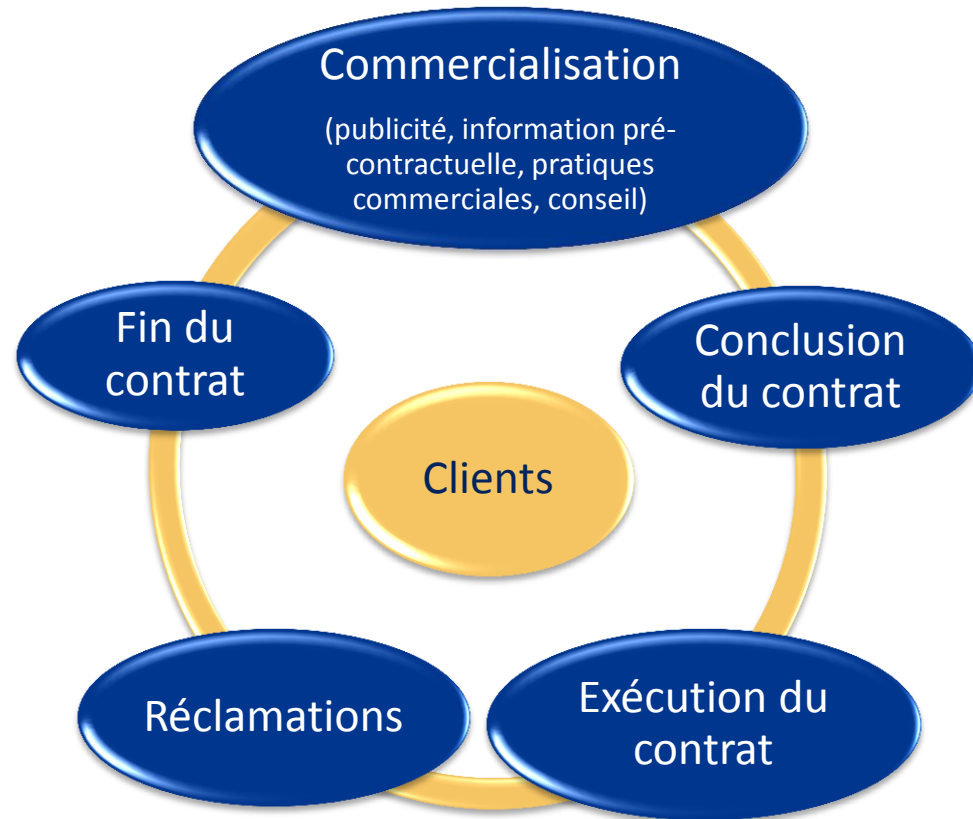 Commercialisation
(publicité, information pré-
contractuelle, pratiques
commerciales, conseil)
Fin du
contrat
Conclusion
du contrat
Clients
Réclamations
Exécution du
contrat